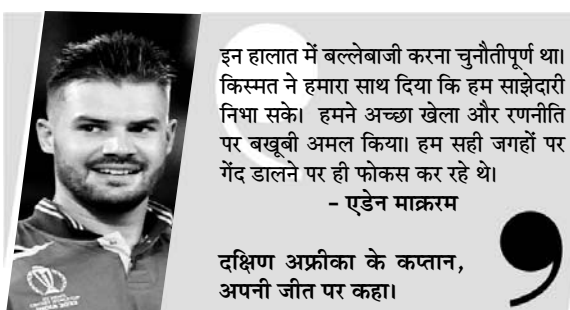 इन हालात में बल्लेबाजी करना चुनौतीपूर्ण था।
किस्मत ने हमारा साथ दिया कि हम साझेदारी
निभा सके। हमने अच्छा खेला और रणनीति
पर बखूबी अमल किया। हम सही जगहों पर
गेंद डालने पर ही फोकस कर रहे थे।
- एडेन माक्ररम
दक्षिण अफ्रीका के कप्तान,
अपनी जीत पर कहा।